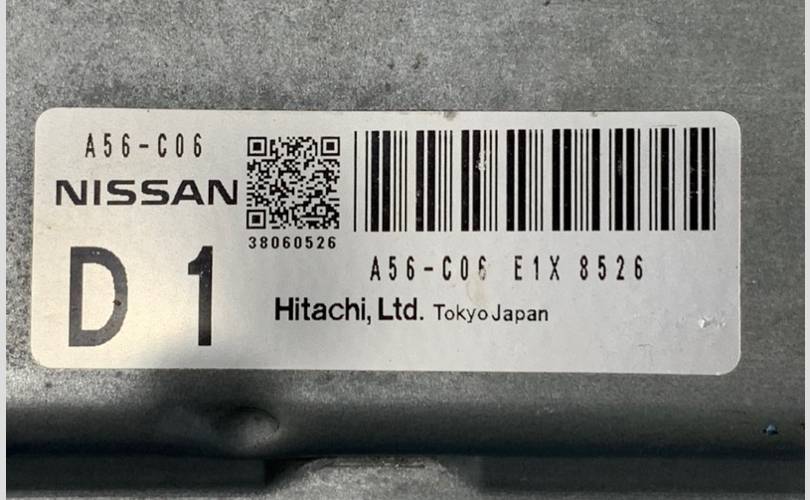 A56-C06
NISSAN
38060526
D 1
A56-C06 E1X 8526
Hitachi, Ltd. Tokyo Japan